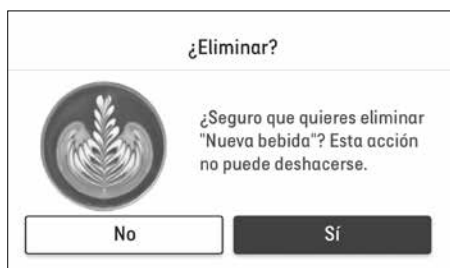 ¿Eliminar?
¿Seguro que quieres eliminar
"Nueva bebida"? Esta acción
no puede deshacerse.
No
Sí